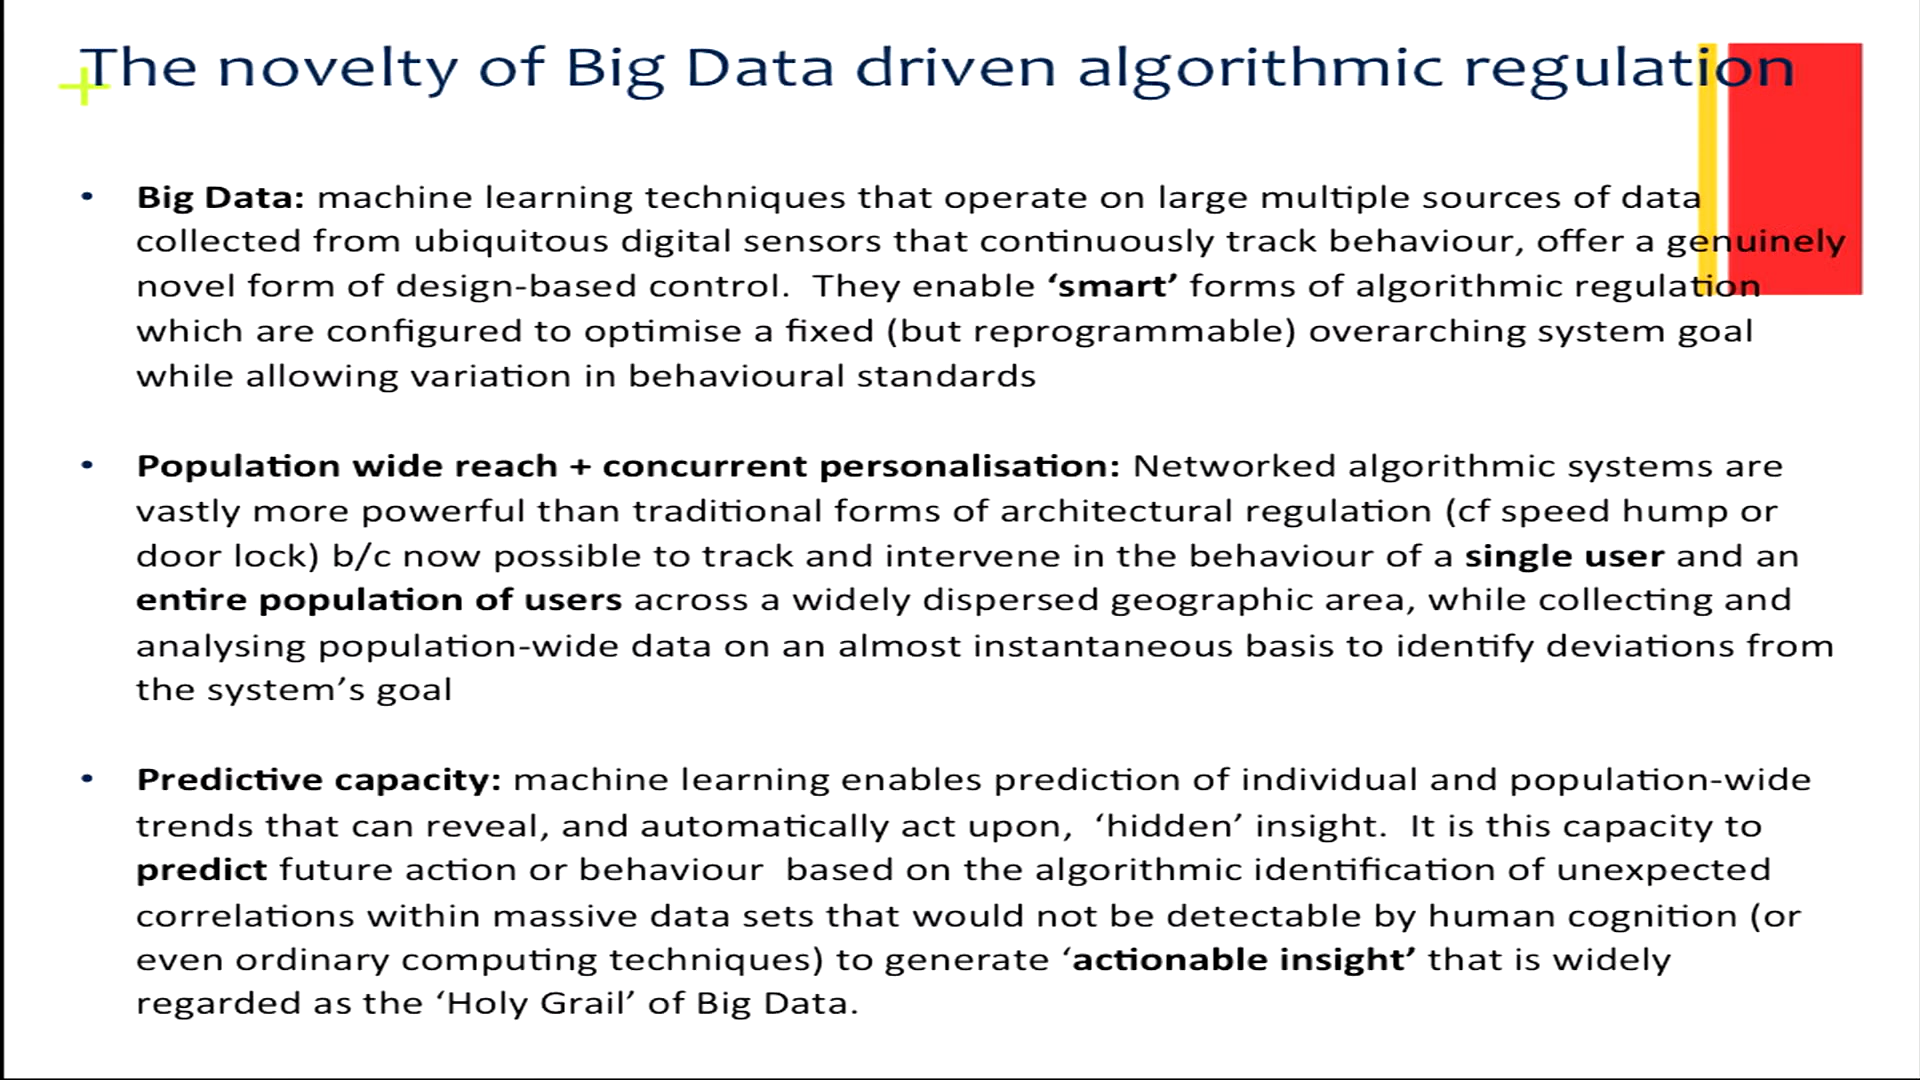 The novelty of Big Data driven algorithmic regulation
• Big Data: machine learning techniques that operate on large multiple sources of data
collected from ubiquitous digital sensors that continuously track behaviour, offer a genuinely
novel form of design-based control.  They enable ‘smart’ forms of algorithmic regulation
which are configured to optimise a fixed (but reprogrammable) overarching system goal
while allowing variation in behavioural standards
• Population wide reach + concurrent personalisation: Networked algorithmic systems are
vastly more powerful than traditional forms of architectural regulation (cf speed hump or
door lock) b/c now possible to track and intervene in the behaviour of a single user and an
entire population of users across a widely dispersed geographic area, while collecting and
analysing population-wide data on an almost instantaneous basis to identify deviations from
the system’s goal
• Predictive capacity: machine learning enables prediction of individual and population-wide
trends that can reveal, and automatically act upon,  ‘hidden’ insight.  It is this capacity to
predict future action or behaviour  based on the algorithmic identification of unexpected
correlations within massive data sets that would not be detectable by human cognition (or
even ordinary computing techniques) to generate ‘actionable insight’ that is widely
regarded as the ‘Holy Grail’ of Big Data.